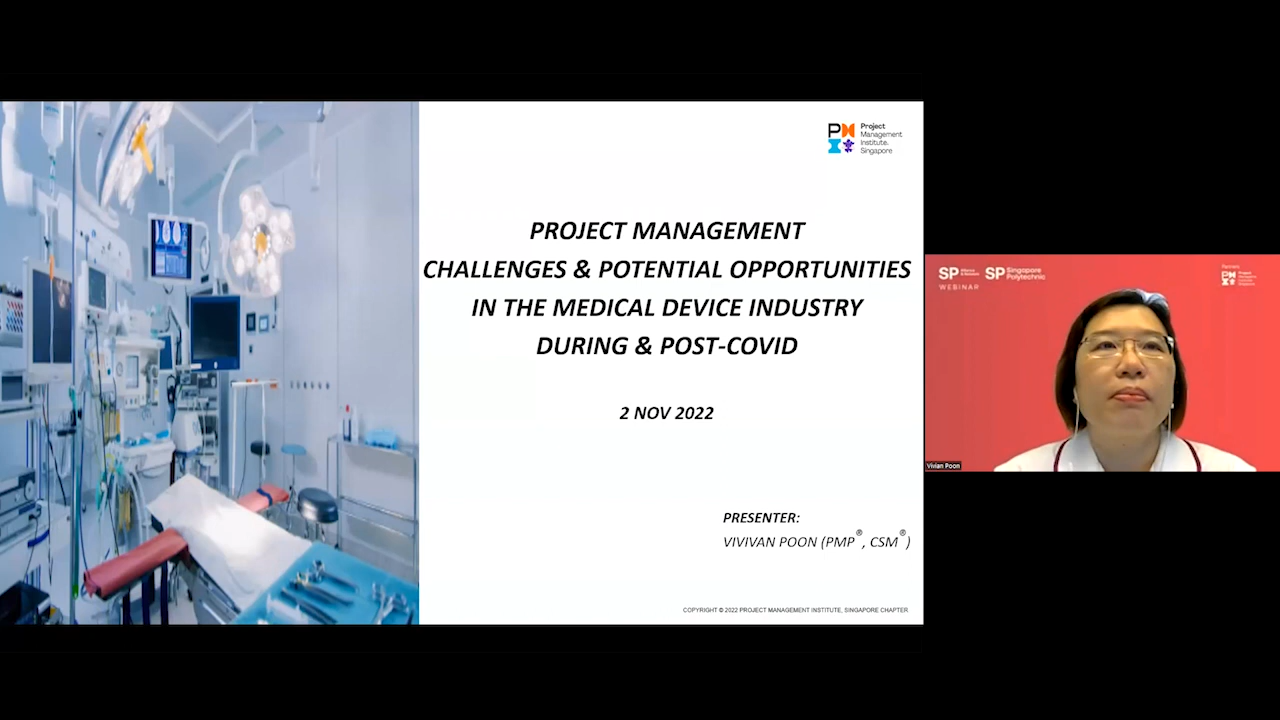 Project
Management
Institute.
Singapore
PROJECT MANAGEMENT
CHALLENGES & POTENTIAL OPPORTUNITIES
IN THE MEDICAL DEVICE INDUSTRY
DURING & POST-COVID
2 NOV 2022
PRESENTER:
VIVIVAN POON (PMP®, CSM®)
COPYRIGHT © 2022 PROJECT MANAGEMENT INSTITUTE, SINGAPORE CHAPTER
SP
SP Singapore
Polytechnic
WEBINAR
Partners
Vivian Poon